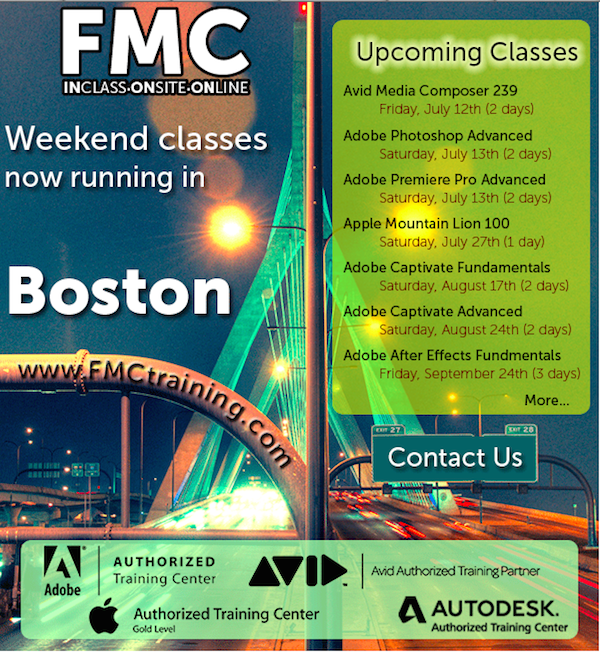 FMC
INCLASS•ONSITE•ONLINE
Weekend classes
now running in
Boston
www.FMCtraining.com
Upcoming Classes
Avid Media Composer 239
Friday, July 12th (2 days)
Adobe Photoshop Advanced
Saturday, July 13th (2 days)
Adobe Premiere Pro Advanced
Saturday, July 13th (2 days)
Apple Mountain Lion 100
Saturday, July 27th (1 day)
Adobe Captivate Fundamentals
Saturday, August 17th (2 days)
Adobe Captivate Advanced
Saturday, August 24th (2 days)
Adobe After Effects Fundmentals
Friday, September 24th (3 days)
More...
EXIT 27
EXIT 28
Contact Us
Adobe
AUTHORIZED
Training Center
AVID
Avid Authorized Training Partner
Authorized Training Center
Gold Level
AUTODESK.
Authorized Training Center